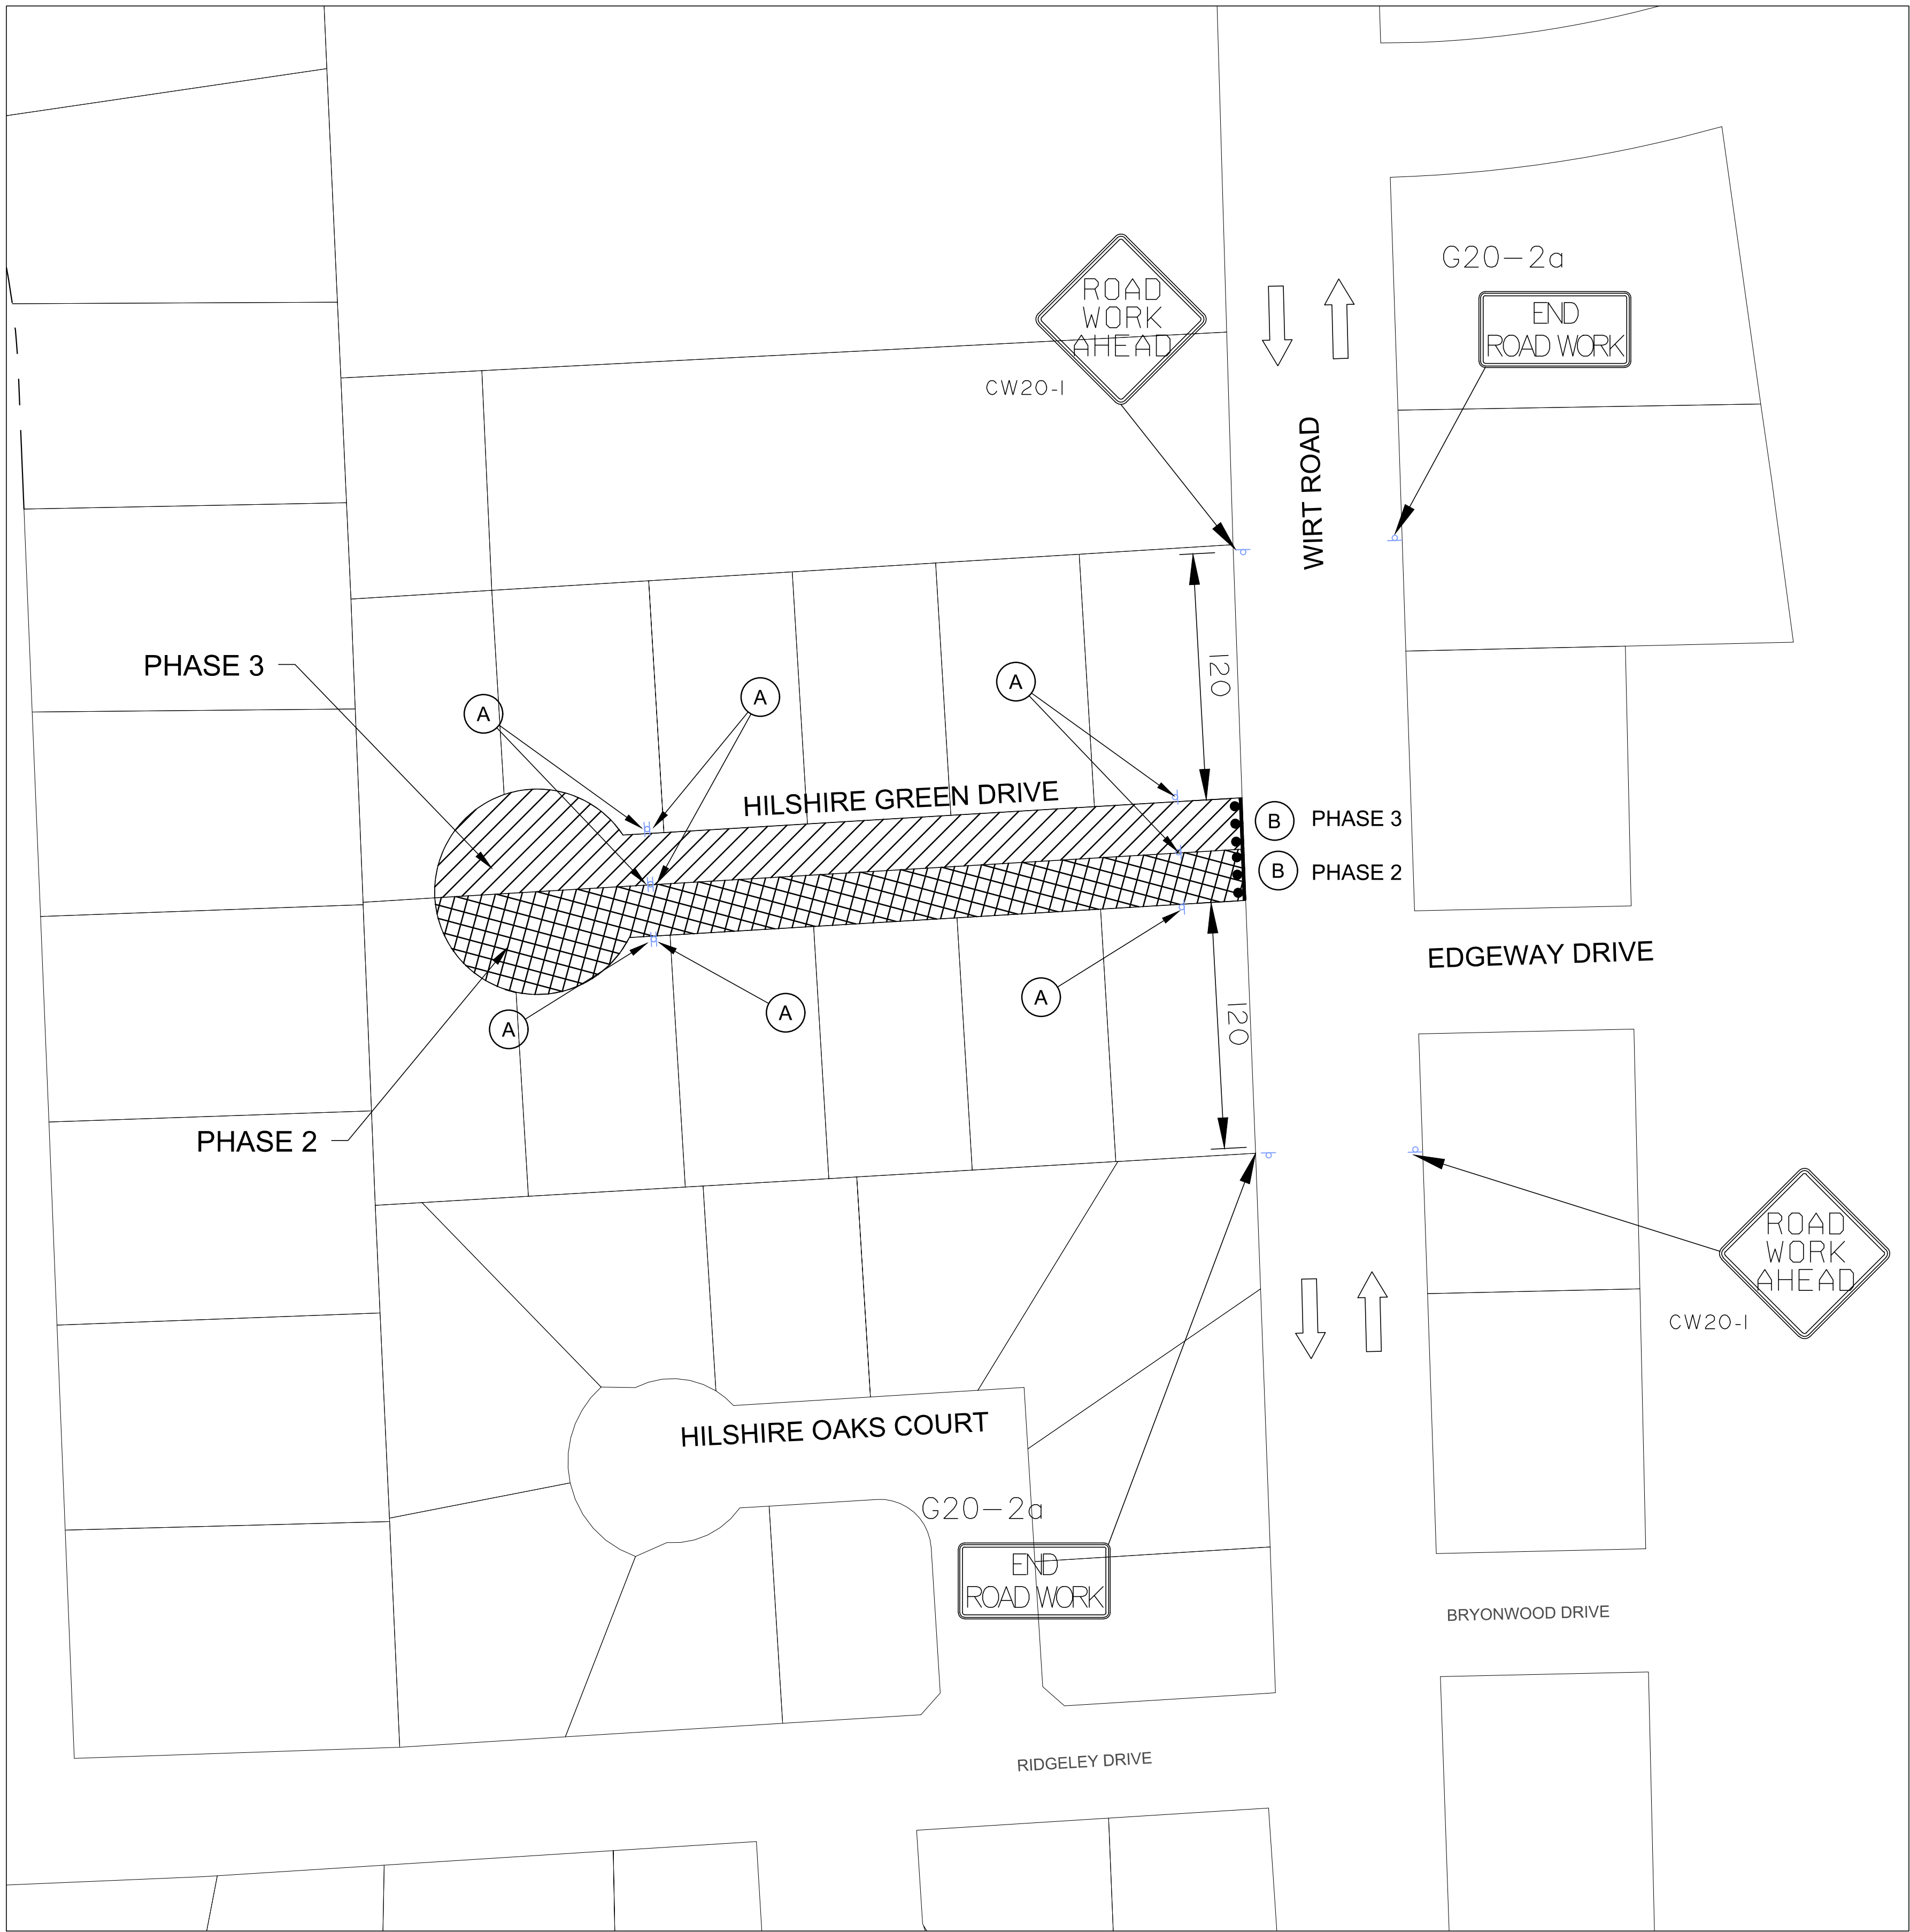 G20-2a
END
ROAD WORK
ROAD
WORK
AHEAD
CW20-1
WIRT ROAD
120
PHASE 3
A
A
A
HILSHIRE GREEN DRIVE
B PHASE 3
B PHASE 2
EDGEWAY DRIVE
A
A
A
120
PHASE 2
ROAD
WORK
AHEAD
CW20-1
HILSHIRE OAKS COURT
G20-2a
END
ROAD WORK
BRYONWOOD DRIVE
RIDGELEY DRIVE